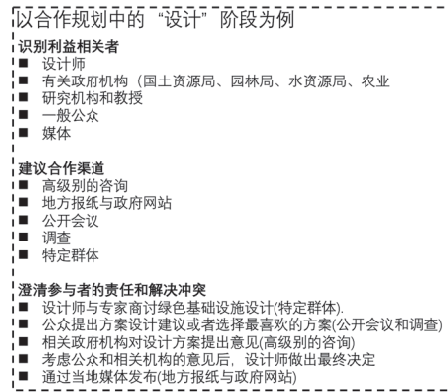 以合作规划中的“设计”阶段为例
识别利益相关者
■ 设计师
■ 有关政府机构（国土资源局、园林局、水资源局、农业
■ 研究机构和教授
■ 一般公众
■ 媒体
建议合作渠道
■ 高级别的咨询
■ 地方报纸与政府网站
■ 公开会议
■ 调查
■ 特定群体
澄清参与者的责任和解决冲突
■ 设计师与专家商讨绿色基础设施设计(特定群体).
■ 公众提出方案设计建议或者选择最喜欢的方案(公开会议和调查)
■ 相关政府机构对设计方案提出意见(高级别的咨询)
■ 考虑公众和相关机构的意见后，设计师做出最终决定
■ 通过当地媒体发布(地方报纸与政府网站)